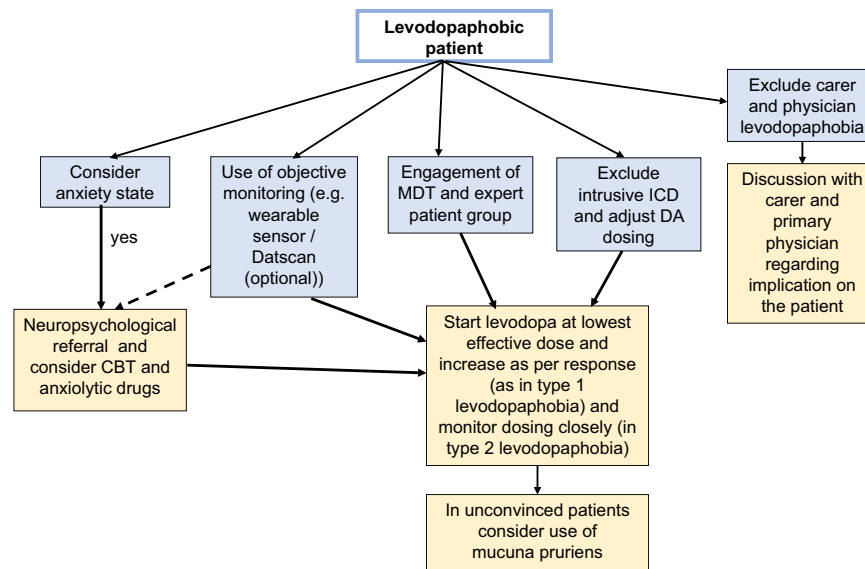 Levodopaphobic
patient
Exclude carer
and physician
levodopaphobia
Consider
anxiety state
Use of objective
monitoring (e.g.
wearable
sensor /
Datscan
(optional))
Engagement of
MDT and expert
patient group
Exclude
intrusive ICD
and adjust DA
dosing
Discussion with
carer and
primary
physician
regarding
implication on
the patient
yes
Neuropsychological
referral and
consider CBT and
anxiolytic drugs
Start levodopa at lowest
effective dose and
increase as per response
(as in type 1
levodopaphobia) and
monitor dosing closely (in
type 2 levodopaphobia)
In unconvinced patients
consider use of
mucuna pruriens